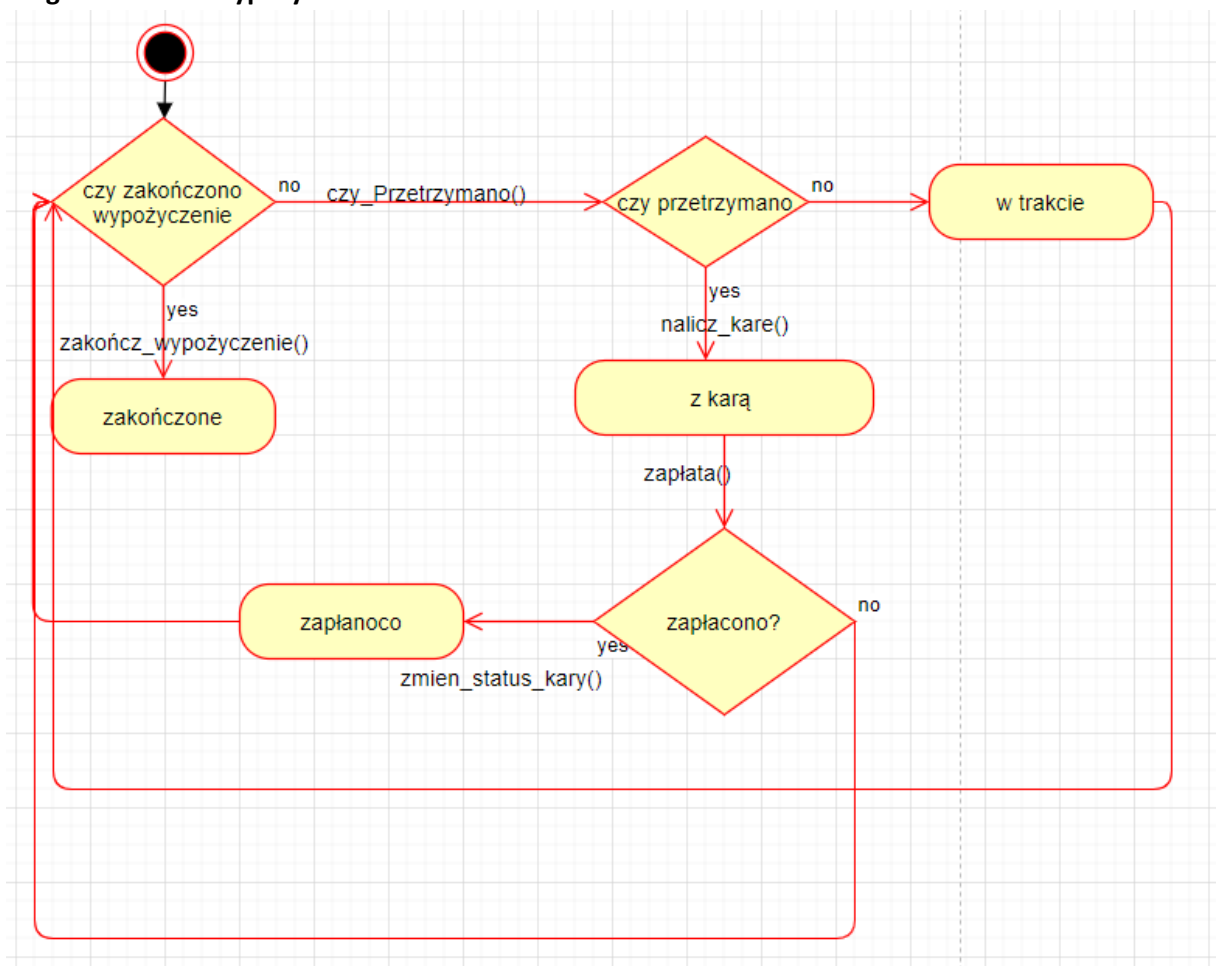 czy zakończono
wypożyczenie
no
czy_Przetrzymano()
czy przetrzymano
no
w trakcie
yes
zakończ_wypożyczenie()
yes
nalicz_kare()
zakończone
z karą
zapłata()
zapłanoco
yes
zmien_status_kary()
zapłacono?
no